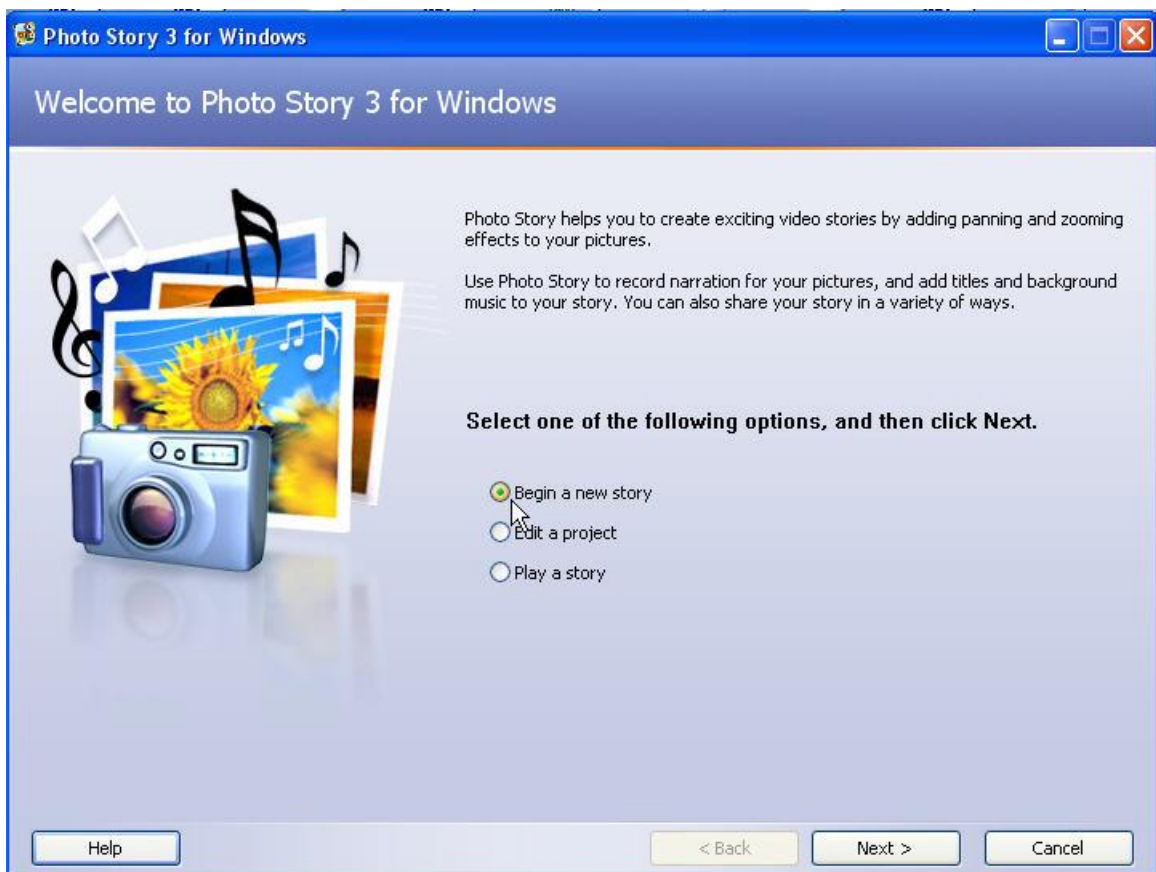 Photo Story 3 for Windows
Welcome to Photo Story 3 for Windows
Photo Story helps you to create exciting video stories by adding panning and zooming
effects to your pictures.
Use Photo Story to record narration for your pictures, and add titles and background
music to your story. You can also share your story in a variety of ways.
Select one of the following options, and then click Next.
Begin a new story
Edit a project
Play a story
Help
< Back
Next >
Cancel